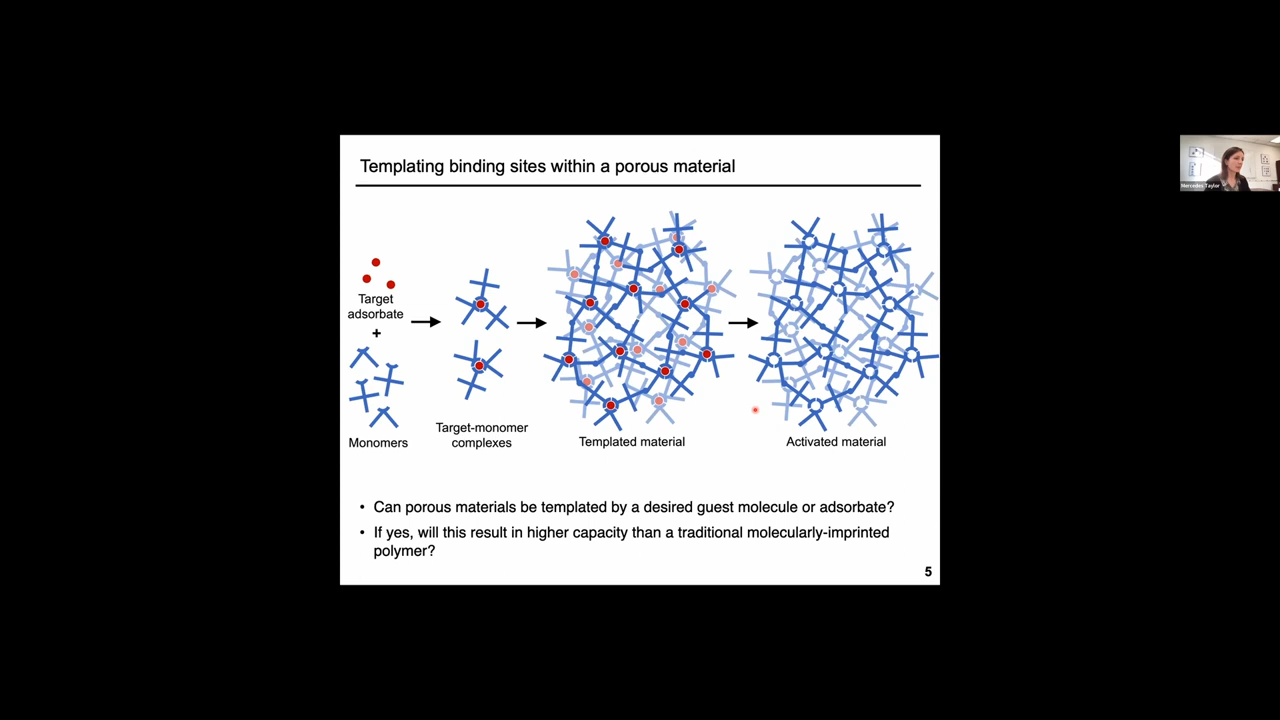 Templating binding sites within a porous material
Target
adsorbate
+
Monomers
Target-monomer
complexes
Templated material
Activated material
• Can porous materials be templated by a desired guest molecule or adsorbate?
• If yes, will this result in higher capacity than a traditional molecularly-imprinted
polymer?
5
Mercedes Taylor